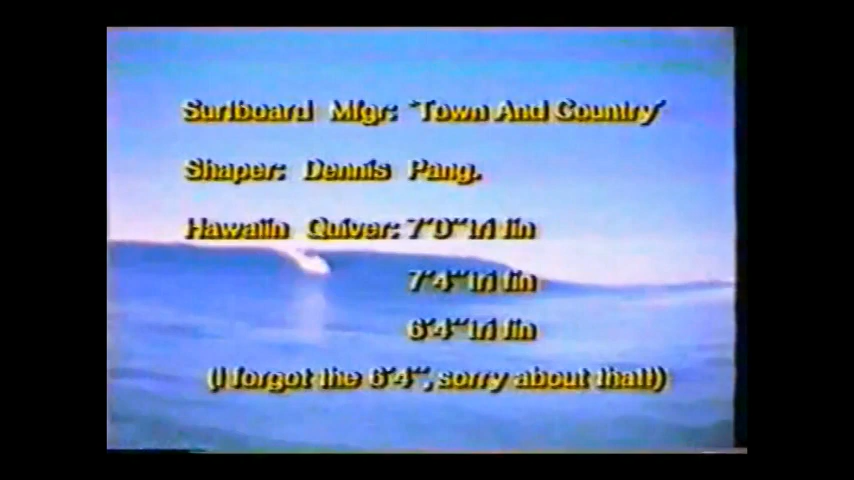 Surfboard Mfgr: 'Town And Country'
Shaper: Dennis Pang.
Hawaiin Quiver: 7'0" tri fin
7'4" tri fin
6'4" tri fin
(I forgot the 6'4", sorry about that!)